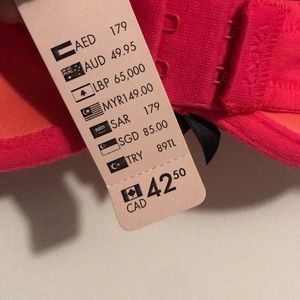 AED 179
AUD 49.95
LBP 65,000
MYR149.00
SAR 179
SGD 85.00
TRY 89TL
CAD 42.50